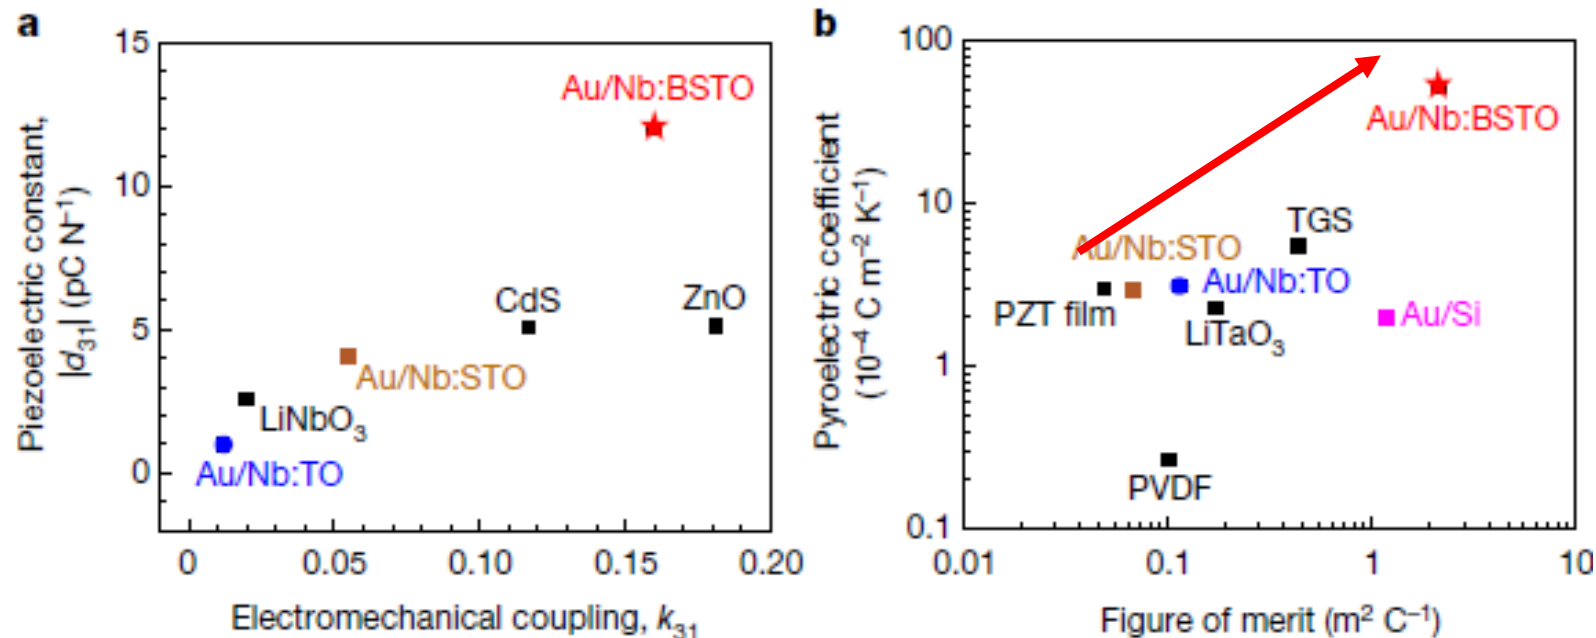 a
15
10
5
0
Piezoelectric constant,
|d₃₁| (pC N⁻¹)
Au/Nb:BSTO
CdS
ZnO
Au/Nb:STO
LiNbO₃
Au/Nb:TO
0
0.05
0.10
0.15
0.20
Electromechanical coupling, k₃₁
b
100
10
1
0.1
Pyroelectric coefficient
(10⁻⁴ C m⁻² K⁻¹)
Au/Nb:BSTO
TGS
Au/Nb:STO
Au/Nb:TO
PZT film
LiTaO₃
Au/Si
PVDF
0.01
0.1
1
10
Figure of merit (m² C⁻¹)